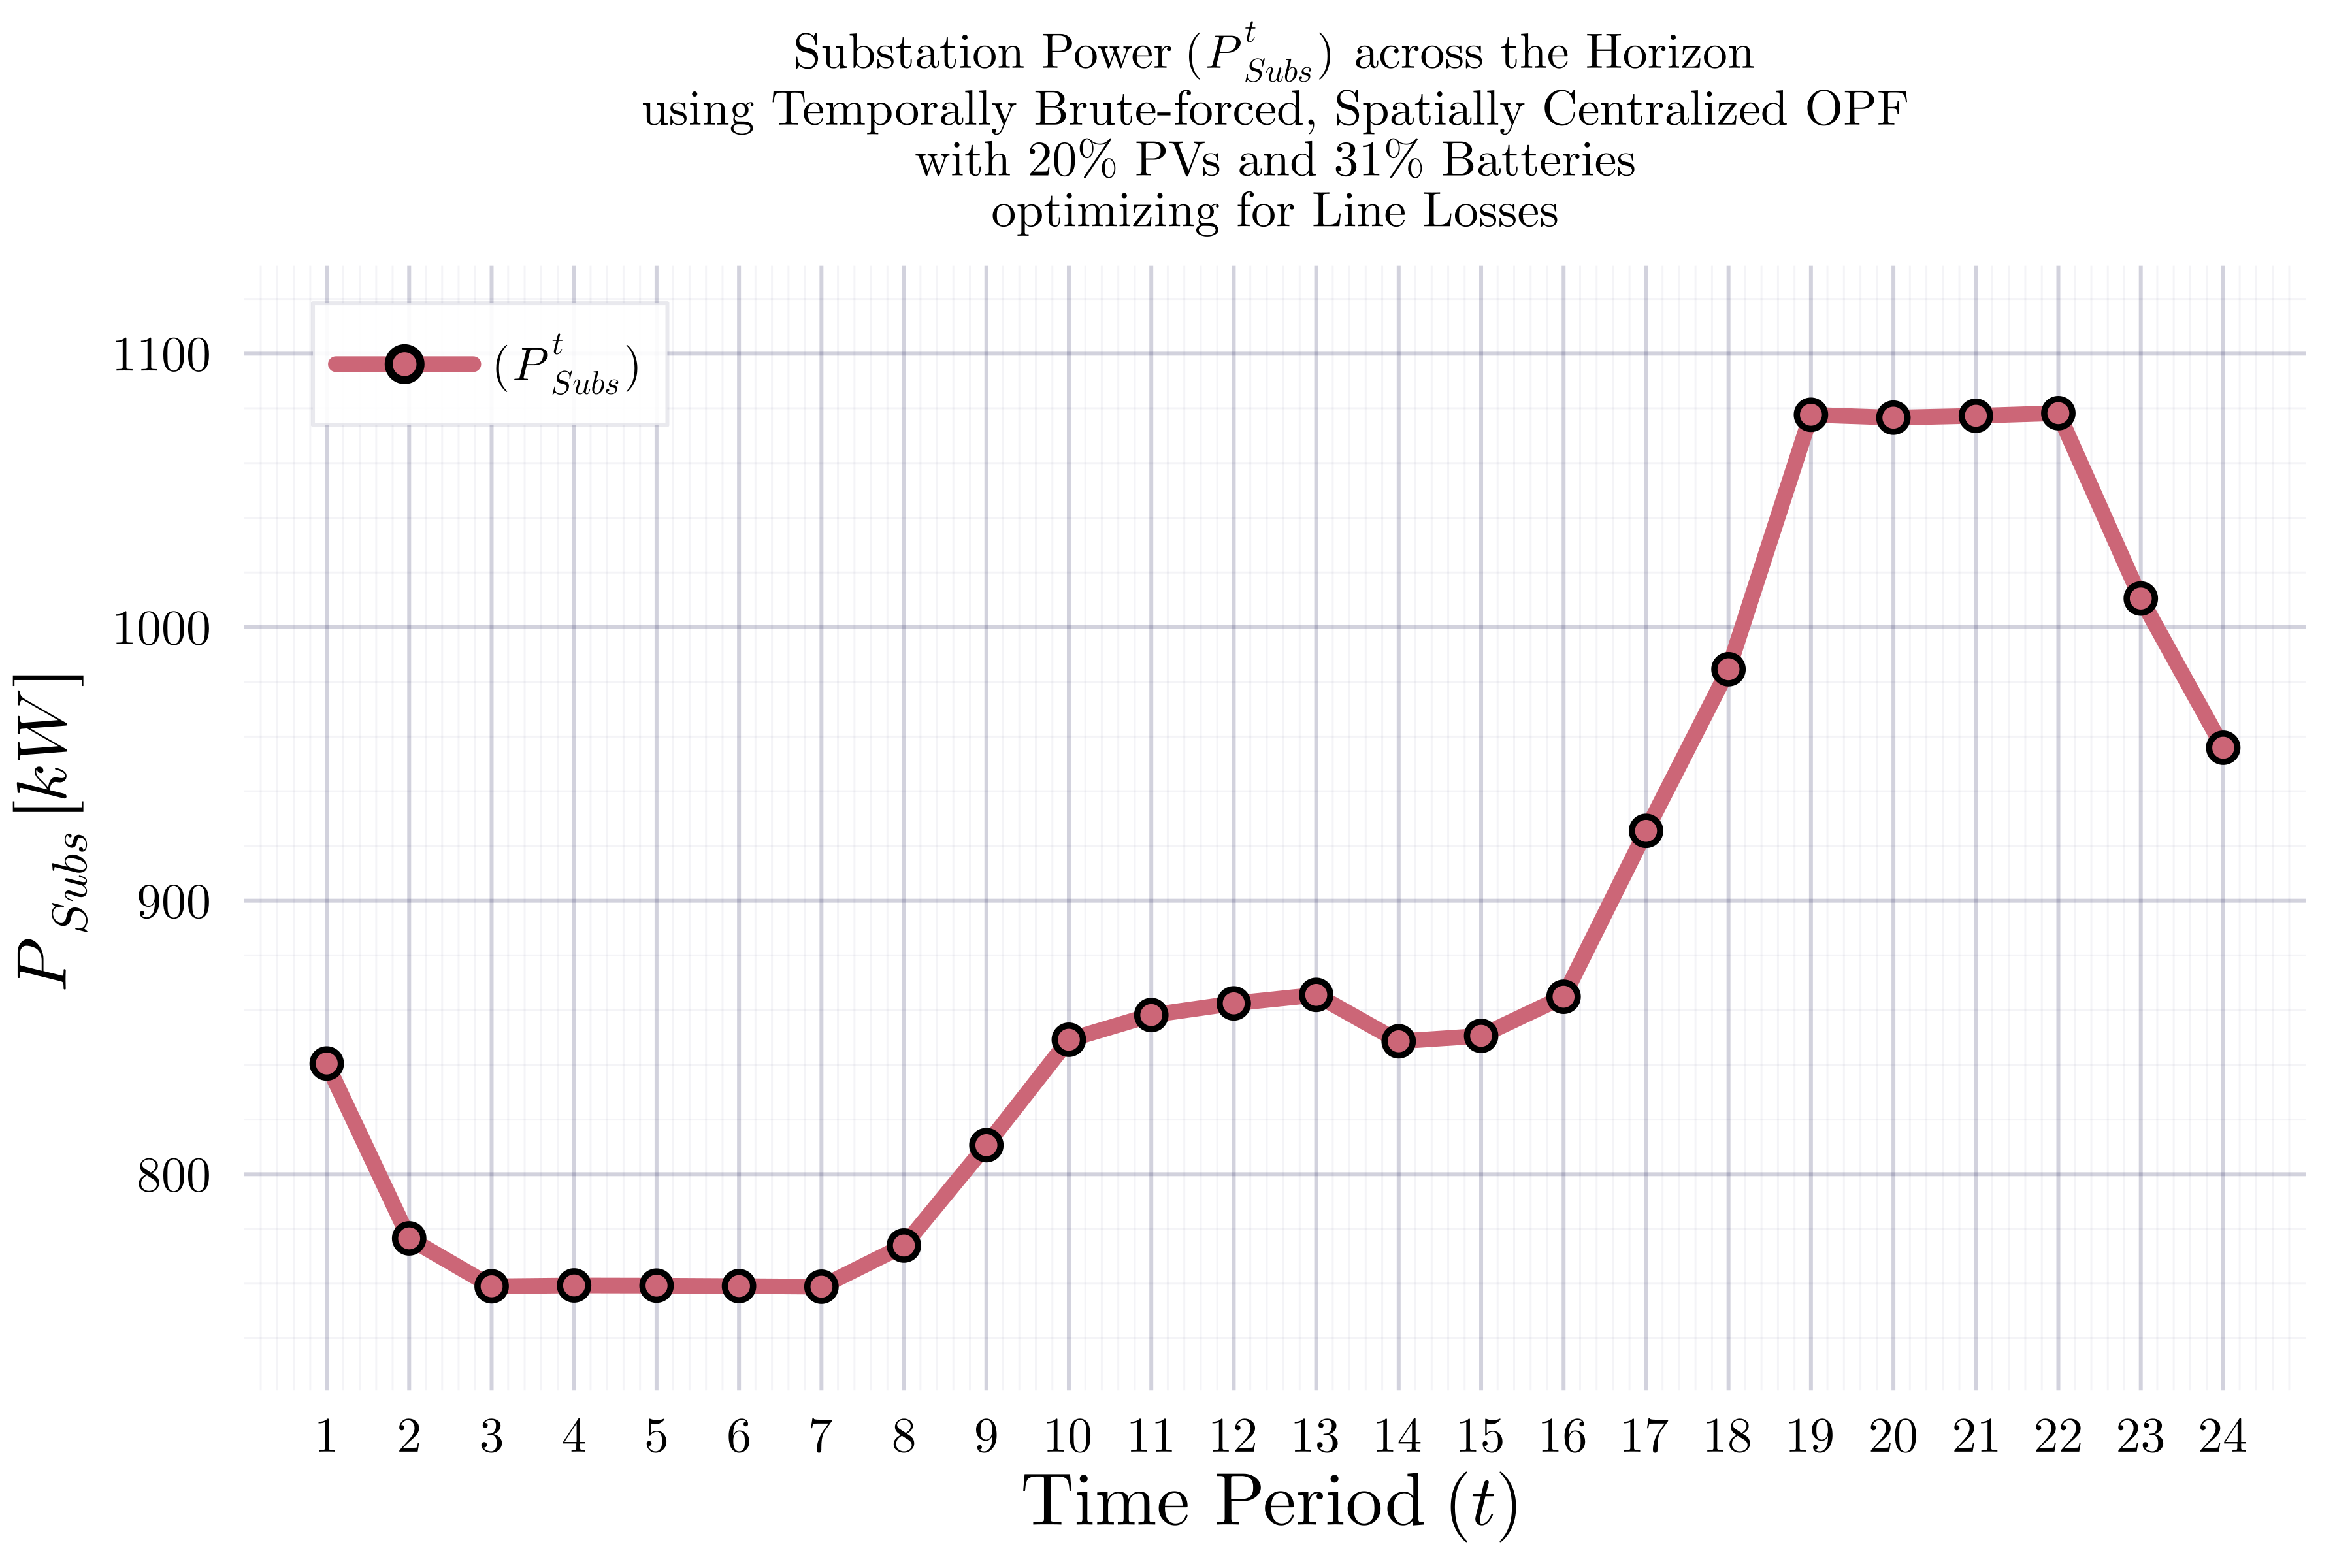 Substation Power (P^t_Subs) across the Horizon
using Temporally Brute-forced, Spatially Centralized OPF
with 20% PVs and 31% Batteries
optimizing for Line Losses
(P^t_Subs)
1100
1000
900
800
P_Subs [kW]
1 2 3 4 5 6 7 8 9 10 11 12 13 14 15 16 17 18 19 20 21 22 23 24
Time Period (t)